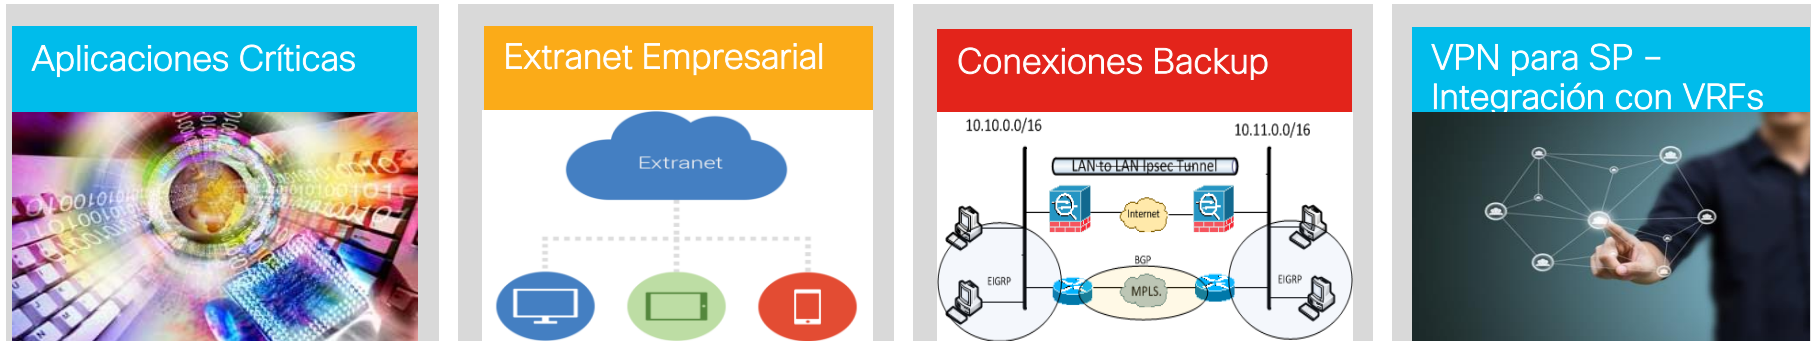 Aplicaciones Críticas
Extranet Empresarial
Extranet
Conexiones Backup
10.10.0.0/16
10.11.0.0/16
LAN to LAN Ipsec Tunnel
Internet
BGP
EIGRP
MPLS.
EIGRP
VPN para SP –
Integración con VRFs